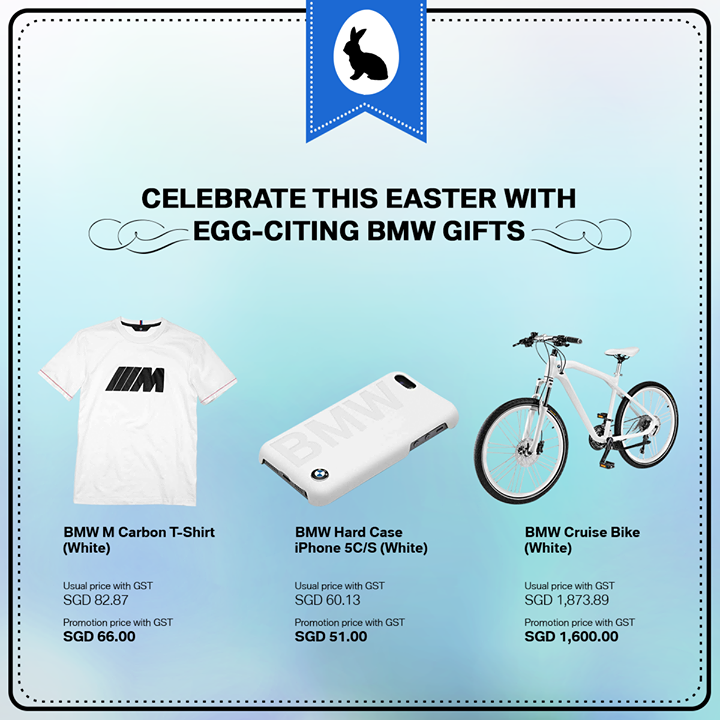 CELEBRATE THIS EASTER WITH
EGG-CITING BMW GIFTS
M
BMW
BMW M Carbon T-Shirt
(White)
Usual price with GST
SGD 82.87
Promotion price with GST
SGD 66.00
BMW Hard Case
iPhone 5C/S (White)
Usual price with GST
SGD 60.13
Promotion price with GST
SGD 51.00
BMW Cruise Bike
(White)
Usual price with GST
SGD 1,873.89
Promotion price with GST
SGD 1,600.00